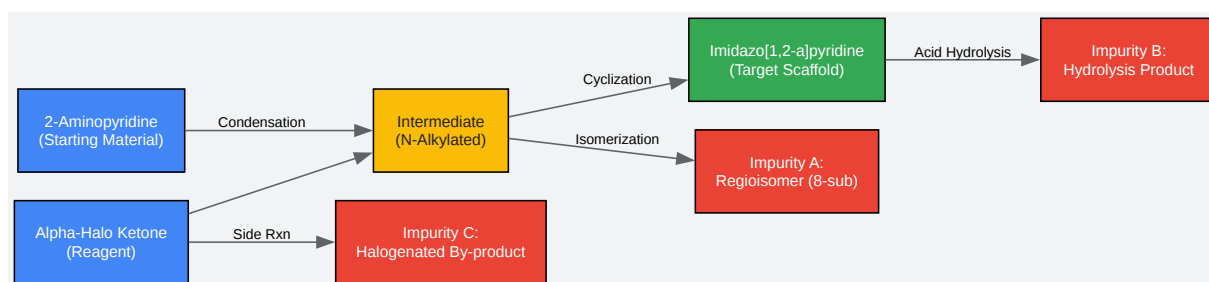 2-Aminopyridine
(Starting Material)
Condensation
Intermediate
(N-Alkylated)
Cyclization
Imidazo[1,2-a]pyridine
(Target Scaffold)
Acid Hydrolysis
Impurity B:
Hydrolysis Product
Isomerization
Impurity A:
Regioisomer (8-sub)
Alpha-Halo Ketone
(Reagent)
Side Rxn
Impurity C:
Halogenated By-product